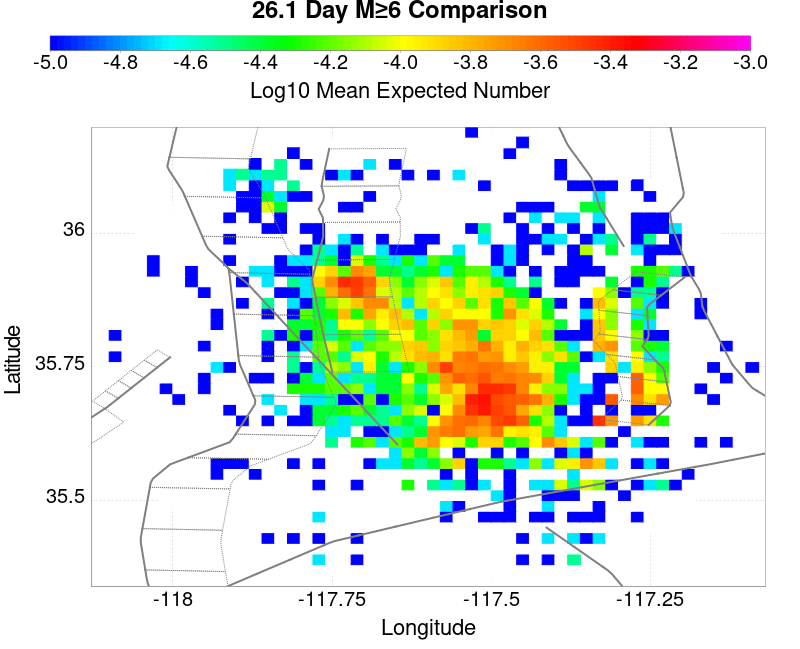 26.1 Day M≥6 Comparison
-5.0 -4.8 -4.6 -4.4 -4.2 -4.0 -3.8 -3.6 -3.4 -3.2 -3.0
Log10 Mean Expected Number
36
35.75
35.5
Latitude
-118 -117.75 -117.5 -117.25
Longitude